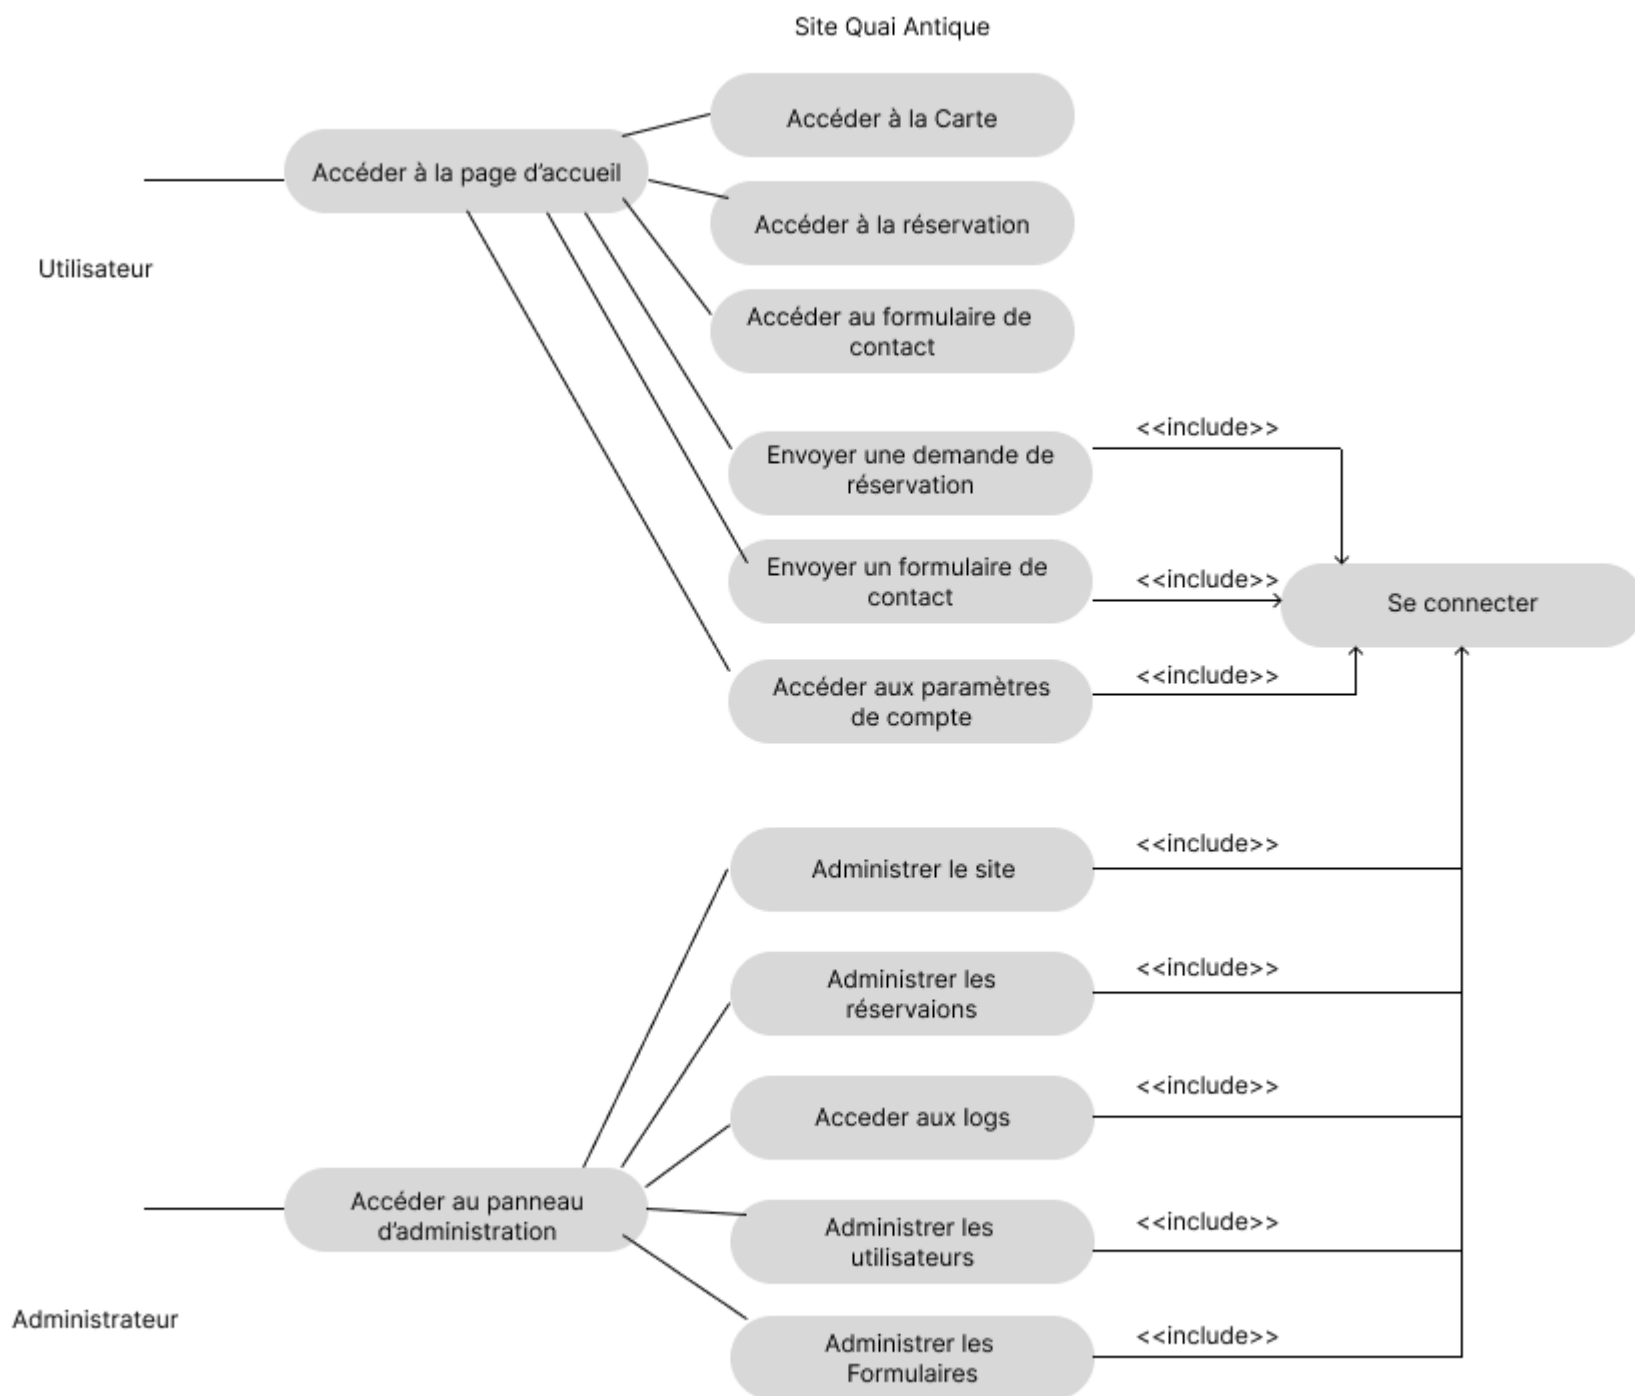 Site Quai Antique
Accéder à la Carte
Accéder à la page d’accueil
Accéder à la réservation
Utilisateur
Accéder au formulaire de
contact
<<include>>
Envoyer une demande de
réservation
Envoyer un formulaire de
contact
<<include>>
Se connecter
<<include>>
Accéder aux paramètres
de compte
<<include>>
Administrer le site
<<include>>
Administrer les
réservaions
<<include>>
Acceder aux logs
Accéder au panneau
d’administration
<<include>>
Administrer les
utilisateurs
Administrateur
<<include>>
Administrer les
Formulaires